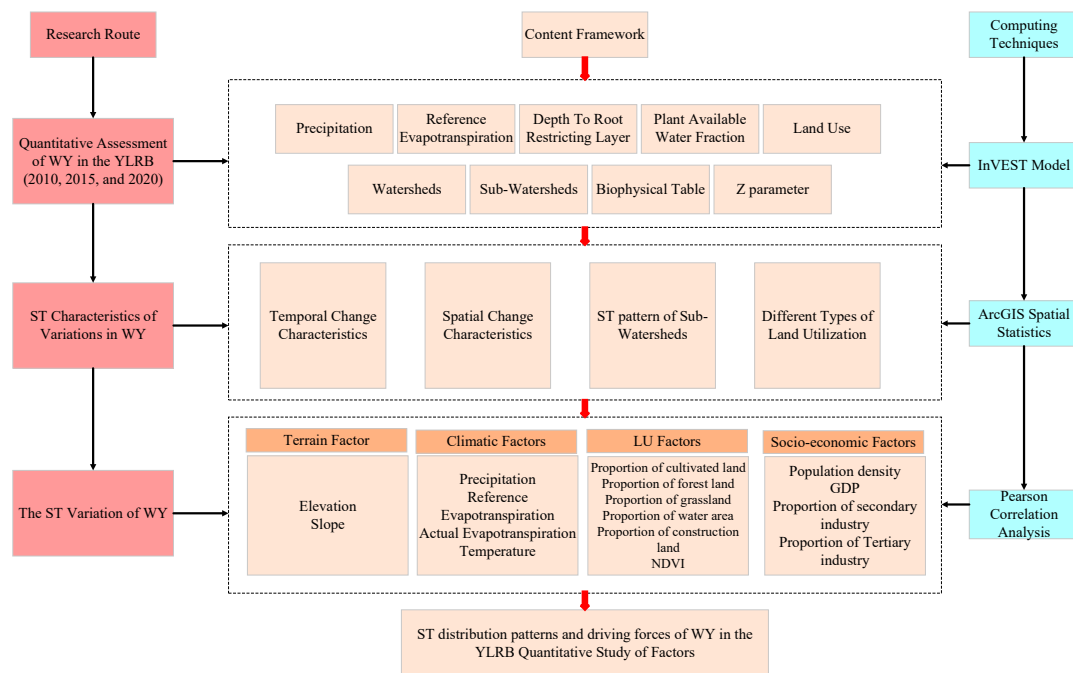 Research Route
Content Framework
Computing
Techniques
Quantitative Assessment
of WY in the YLRB
(2010, 2015, and 2020)
Precipitation
Reference
Evapotranspiration
Depth To Root
Restricting Layer
Plant Available
Water Fraction
Land Use
Watersheds
Sub-Watersheds
Biophysical Table
Z parameter
InVEST Model
ST Characteristics of
Variations in WY
Temporal Change
Characteristics
Spatial Change
Characteristics
ST pattern of Sub-
Watersheds
Different Types of
Land Utilization
ArcGIS Spatial
Statistics
The ST Variation of WY
Terrain Factor
Elevation
Slope
Climatic Factors
Precipitation
Reference
Evapotranspiration
Actual Evapotranspiration
Temperature
LU Factors
Proportion of cultivated land
Proportion of forest land
Proportion of grassland
Proportion of water area
Proportion of construction
land
NDVI
Socio-economic Factors
Population density
GDP
Proportion of secondary
industry
Proportion of Tertiary
industry
Pearson
Correlation
Analysis
ST distribution patterns and driving forces of WY in the
YLRB Quantitative Study of Factors